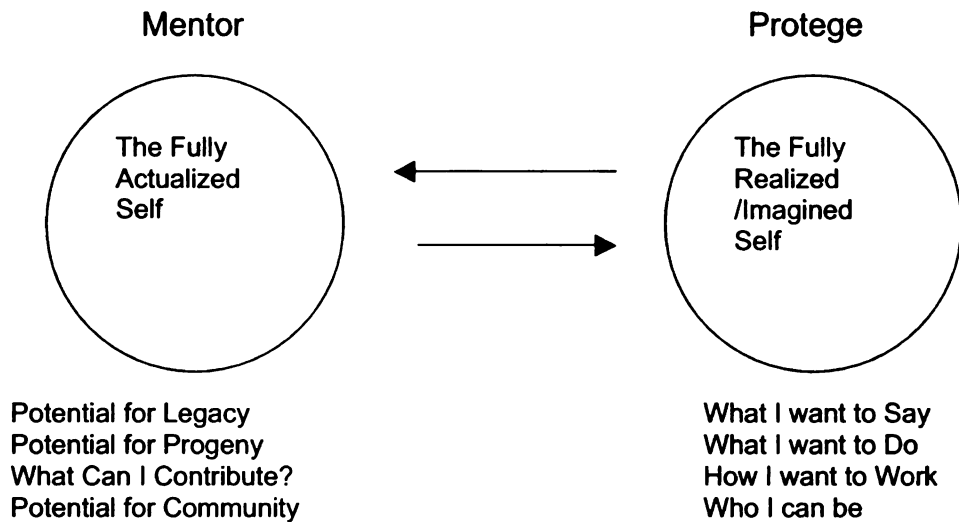 Mentor
Protege
The Fully
Actualized
Self
The Fully
Realized
/Imagined
Self
Potential for Legacy
Potential for Progeny
What Can I Contribute?
Potential for Community
What I want to Say
What I want to Do
How I want to Work
Who I can be